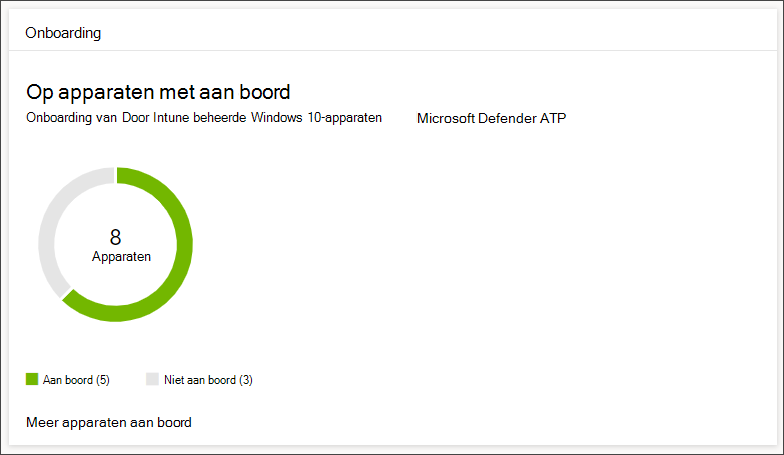 Onboarding
Op apparaten met aan boord
Onboarding van Door Intune beheerde Windows 10-apparaten Microsoft Defender ATP
8
Apparaten
Aan boord (5) Niet aan boord (3)
Meer apparaten aan boord